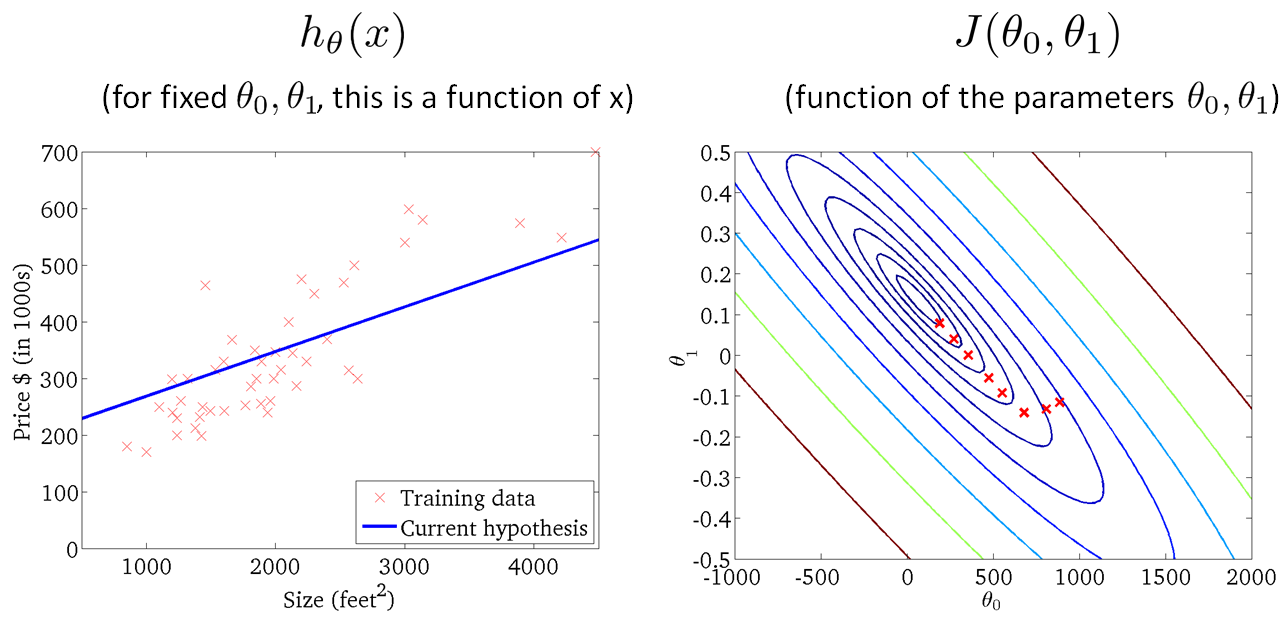 hθ(x)
(for fixed θ0, θ1, this is a function of x)
700
600
500
400
300
200
100
0
Price $ (in 1000s)
1000 2000 3000 4000
Size (feet²)
Training data
Current hypothesis
J(θ0, θ1)
(function of the parameters θ0, θ1)
0.5
0.4
0.3
0.2
0.1
0
-0.1
-0.2
-0.3
-0.4
-0.5
θ1
-1000 -500 0 500 1000 1500 2000
θ0